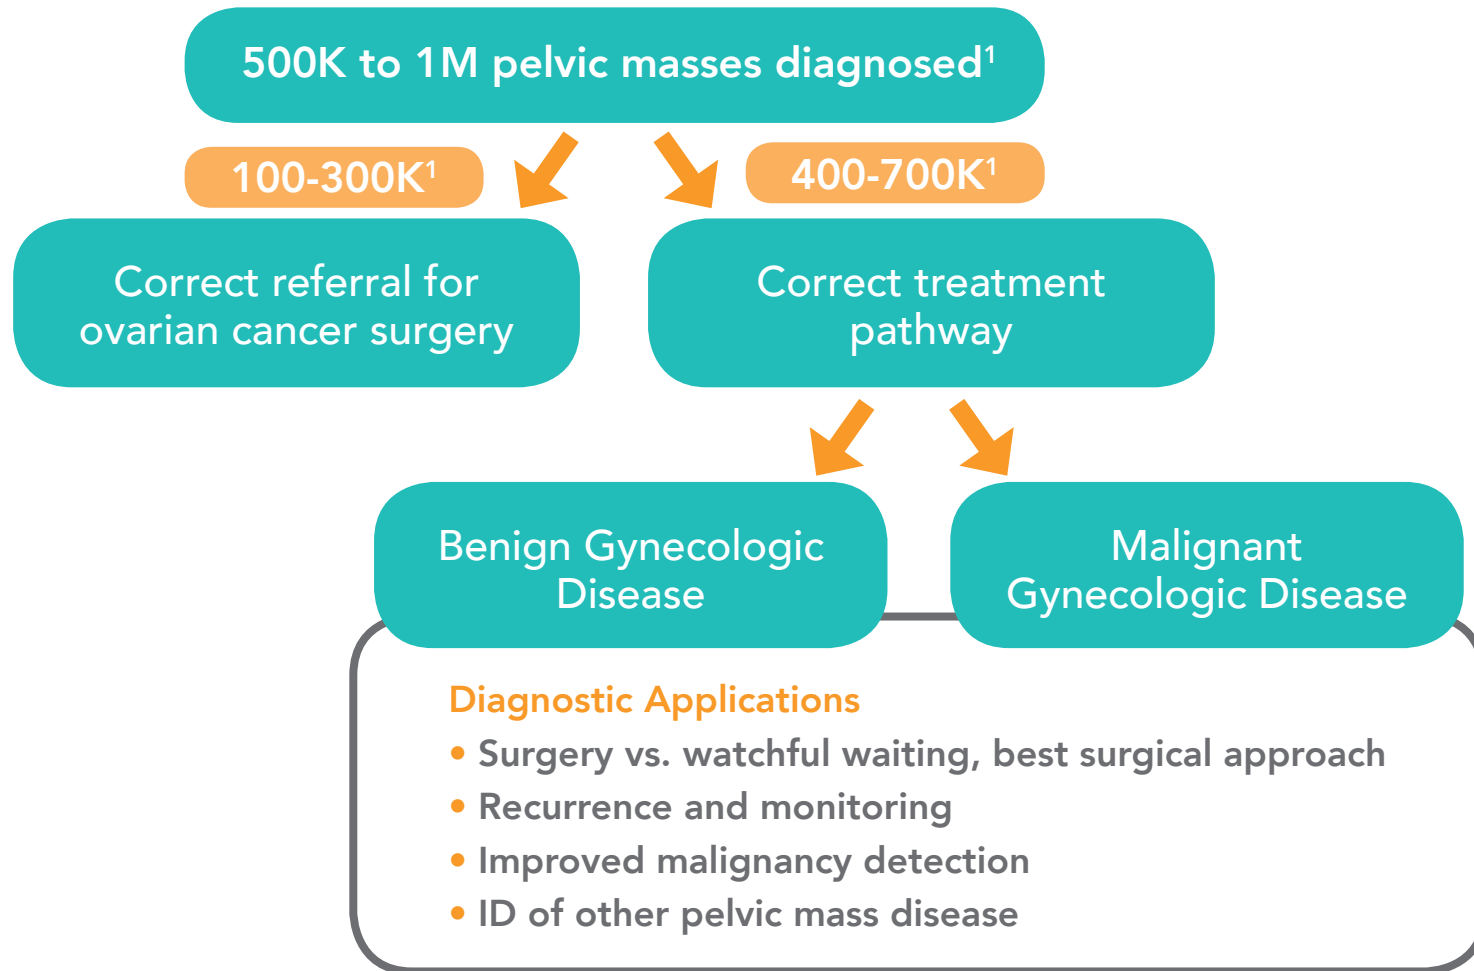 500K to 1M pelvic masses diagnosed¹
100-300K¹
400-700K¹
Correct referral for
ovarian cancer surgery
Correct treatment
pathway
Benign Gynecologic
Disease
Malignant
Gynecologic Disease
Diagnostic Applications
• Surgery vs. watchful waiting, best surgical approach
• Recurrence and monitoring
• Improved malignancy detection
• ID of other pelvic mass disease